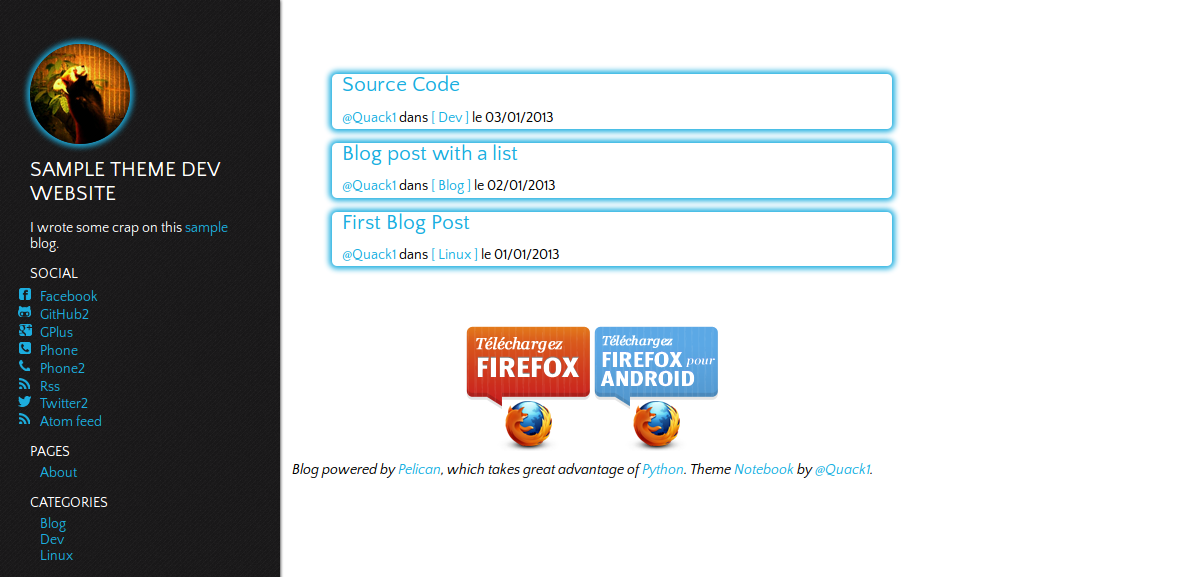 SAMPLE THEME DEV
WEBSITE
I wrote some crap on this sample
blog.
SOCIAL
Facebook
GitHub2
GPlus
Phone
Phone2
Rss
Twitter2
Atom feed
PAGES
About
CATEGORIES
Blog
Dev
Linux
Source Code
@Quack1 dans [ Dev ] le 03/01/2013
Blog post with a list
@Quack1 dans [ Blog ] le 02/01/2013
First Blog Post
@Quack1 dans [ Linux ] le 01/01/2013
Téléchargez
FIREFOX
Téléchargez
FIREFOX pour
ANDROID
Blog powered by Pelican, which takes great advantage of Python. Theme Notebook by @Quack1.